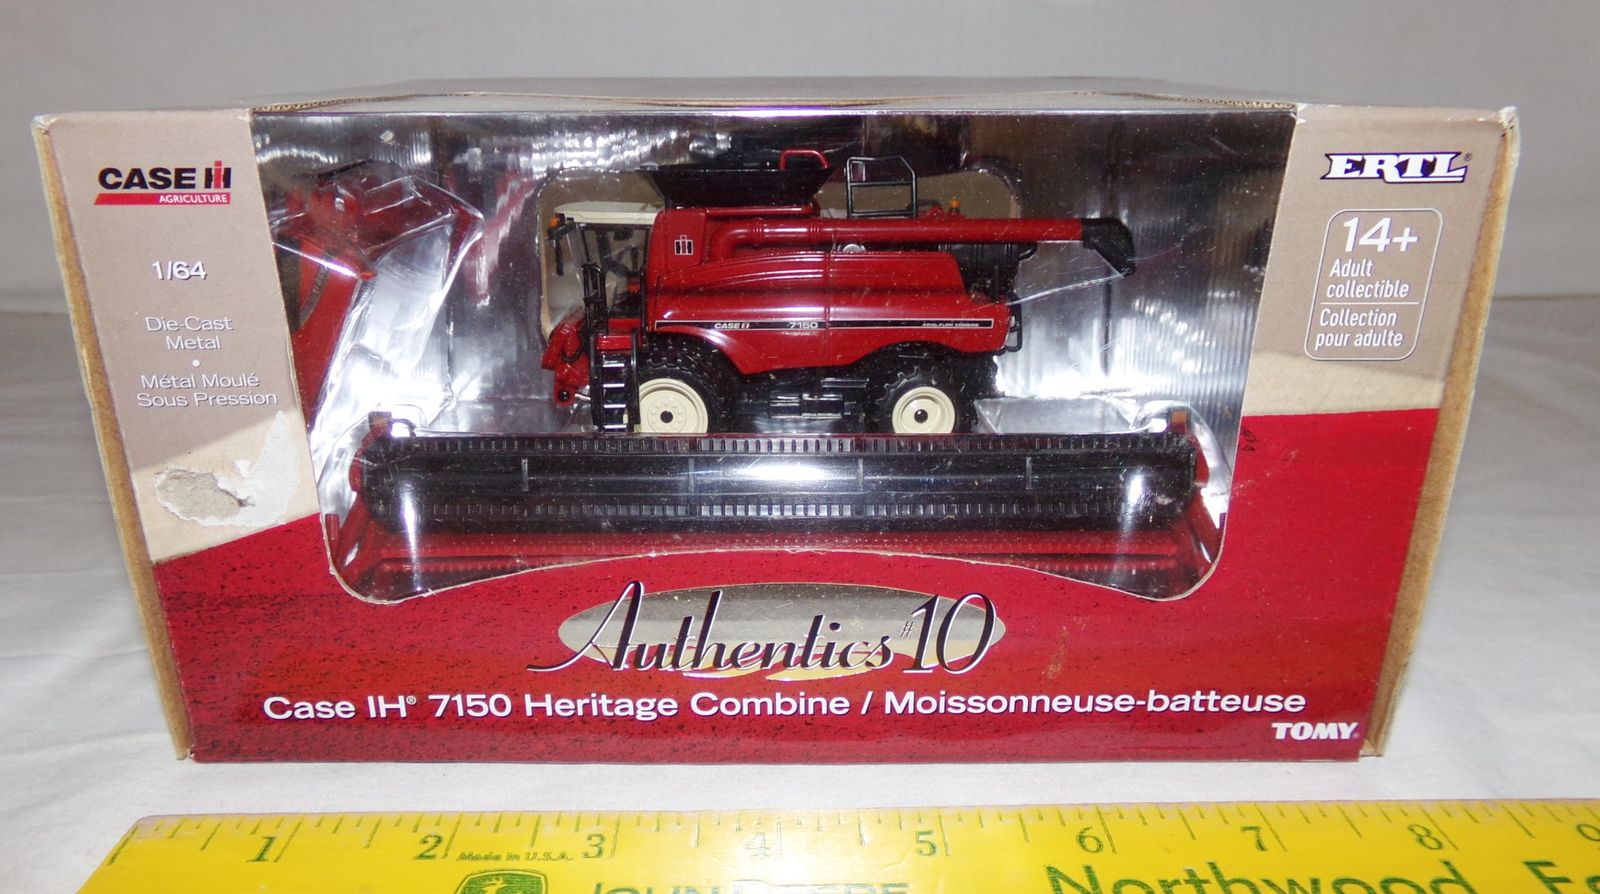 CASE IH
AGRICULTURE
1/64
Die-Cast
Metal
•
Métal Moulé
Sous Pression
ERTL®
14+
Adult
collectible
Collection
pour adulte
CASE IH 7150 AXIAL-FLOW COMBINE
Authentics #10
Case IH® 7150 Heritage Combine / Moissonneuse-batteuse
TOMY
1 2 3 4 5 6 7 8 9
Made in U.S.A.
JOHN DEERE
Northwood